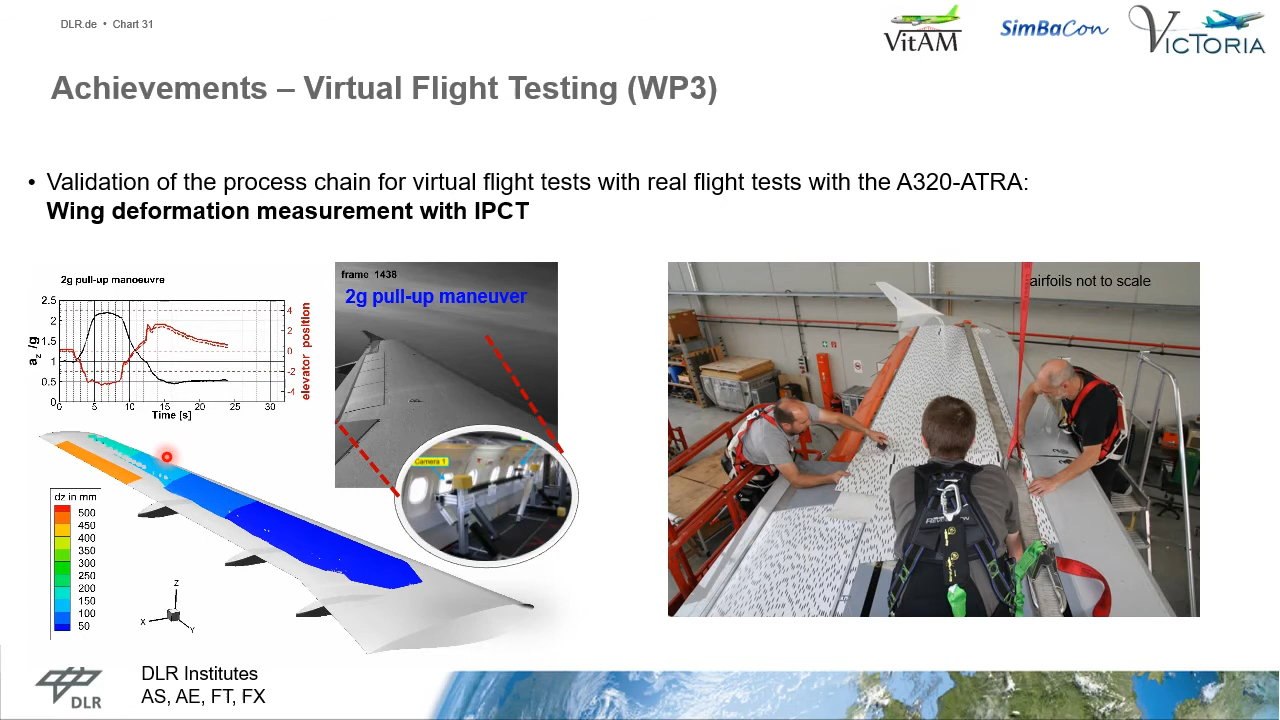 DLR.de • Chart 31
VitAM
SimBaCon
VICTORIA
Achievements – Virtual Flight Testing (WP3)
• Validation of the process chain for virtual flight tests with real flight tests with the A320-ATRA:
Wing deformation measurement with IPCT
2g pull-up manoeuvre
2.5
2
1.5
1
0.5
0
az /g
4
2
0
-2
-4
elevator position
0 5 10 15 20 25 30
Time [s]
frame 1438
2g pull-up maneuver
Camera 1
airfoils not to scale
dz in mm
500
450
400
350
300
250
200
150
100
50
Z
X
Y
DLR
DLR Institutes
AS, AE, FT, FX